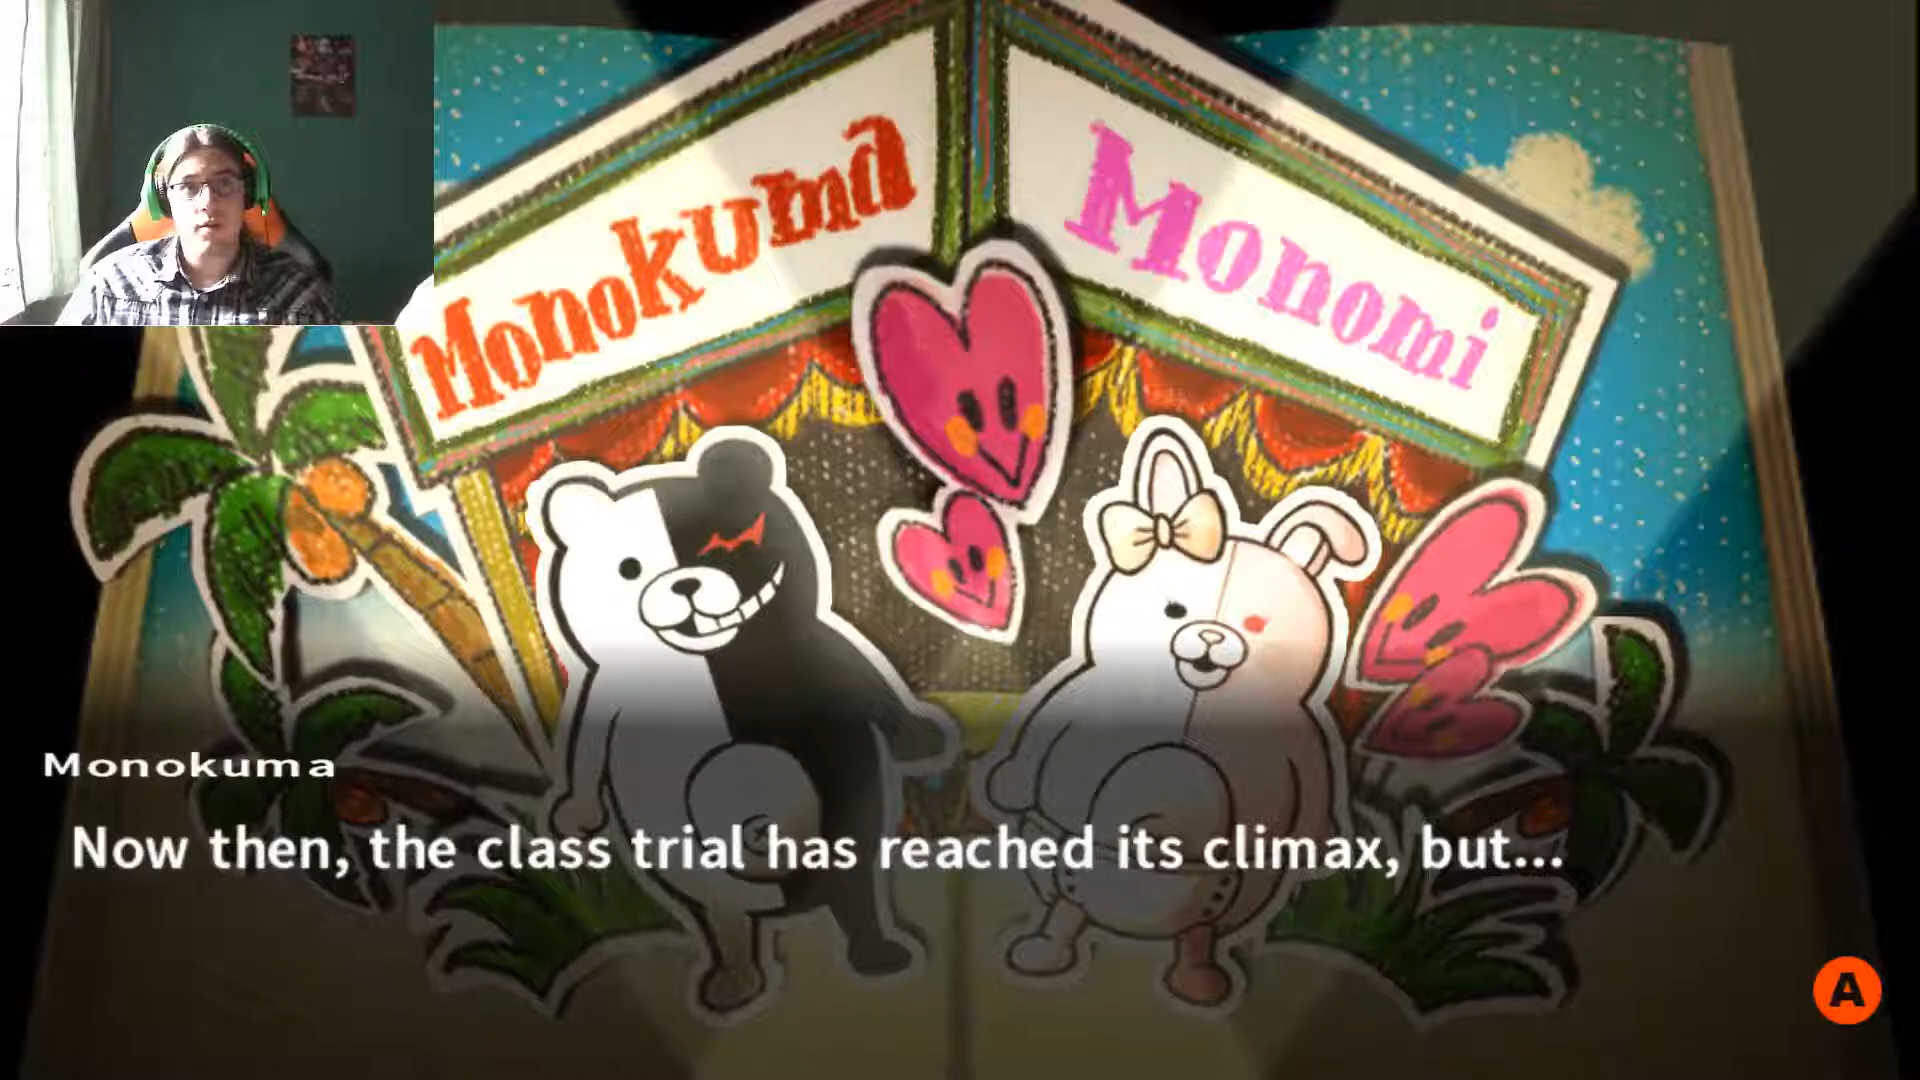 Monokuma
Monomi
Monokuma
Now then, the class trial has reached its climax, but...
A